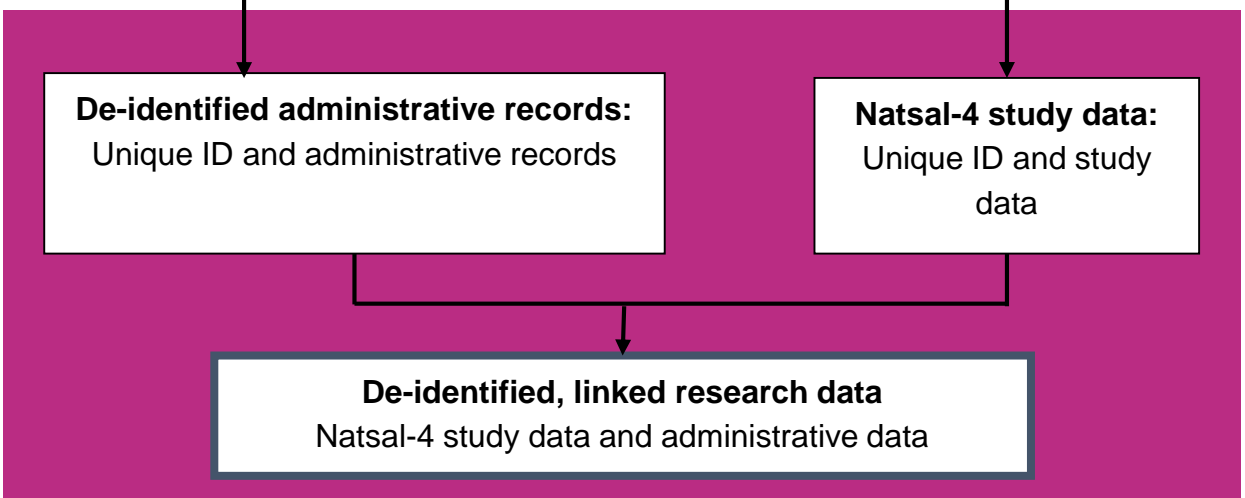 De-identified administrative records:
Unique ID and administrative records
Natsal-4 study data:
Unique ID and study
data
De-identified, linked research data
Natsal-4 study data and administrative data